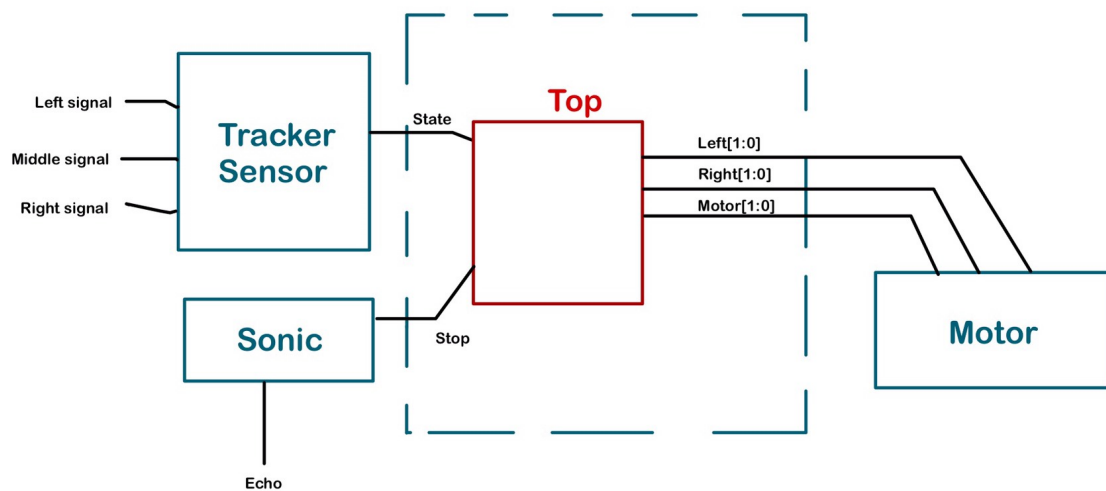 Left signal
Middle signal
Right signal
Tracker
Sensor
State
Top
Left[1:0]
Right[1:0]
Motor[1:0]
Sonic
Stop
Motor
Echo